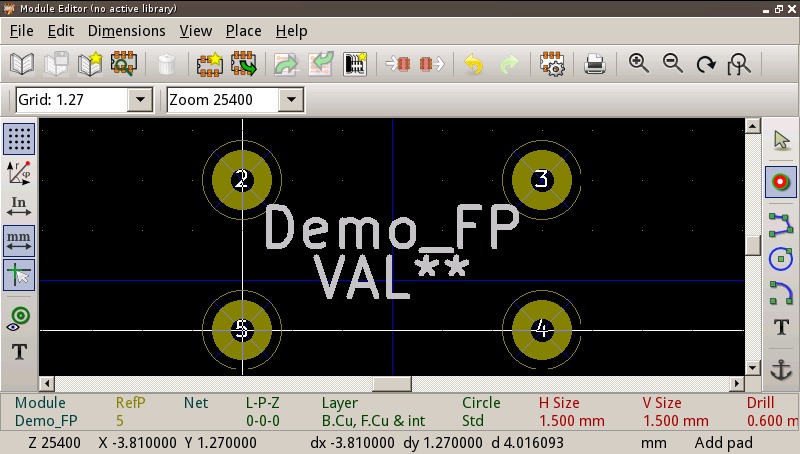 Module Editor (no active library)
File Edit Dimensions View Place Help
Grid: 1.27 Zoom 25400
In
mm
T
T
2 3
Demo_FP
VAL**
5 4
Module RefP Net L-P-Z Layer Circle H Size V Size Drill
Demo_FP 5 0-0-0 B.Cu, F.Cu & int Std 1.500 mm 1.500 mm 0.600 m
Z 25400 X -3.810000 Y 1.270000 dx -3.810000 dy 1.270000 d 4.016093 mm Add pad